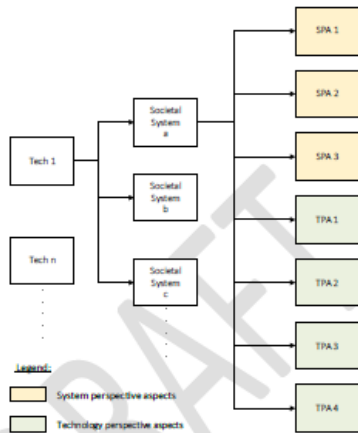 SPA 1
SPA 2
SPA 3
TPA 1
TPA 2
TPA 3
TPA 4
Societal
System
a
Societal
System
b
Societal
System
c
Tech 1
Tech n
Legend:
System perspective aspects
Technology perspective aspects
DRAFT